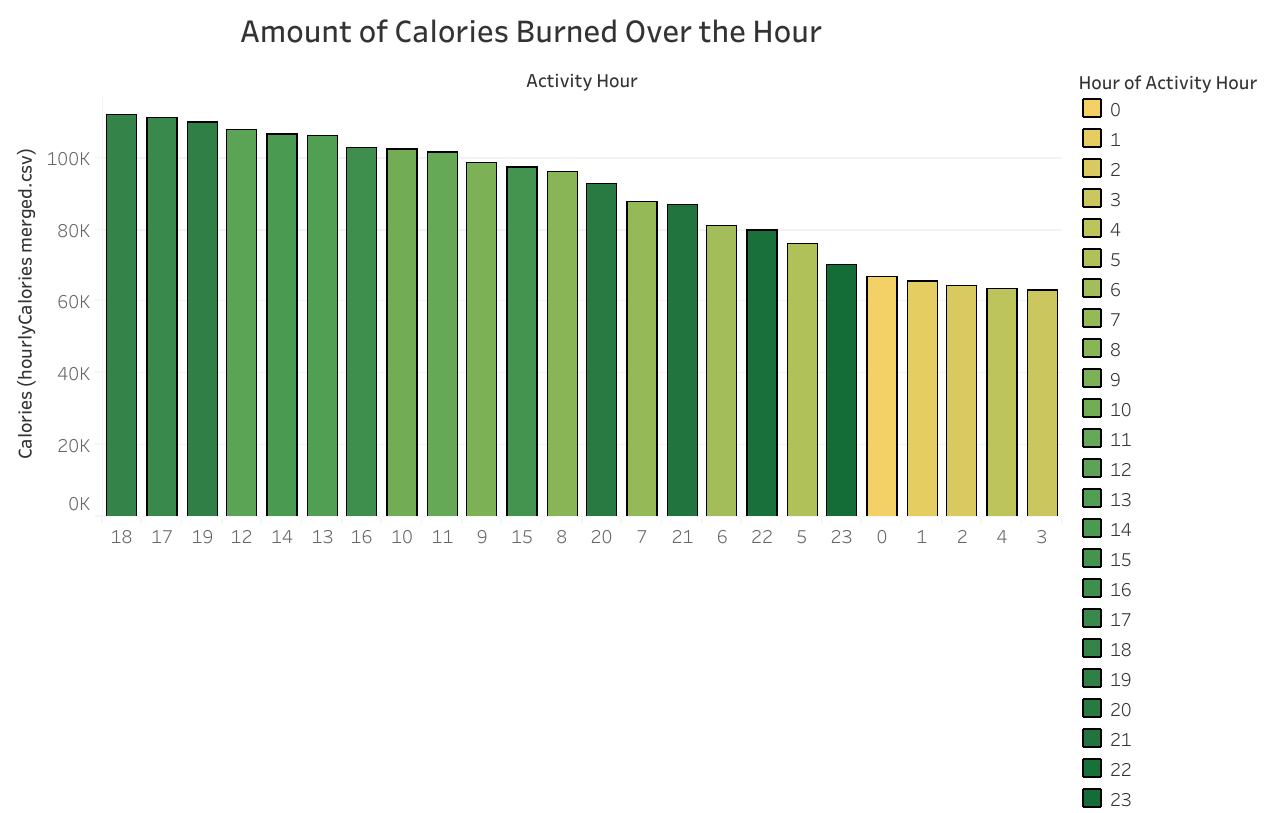 Amount of Calories Burned Over the Hour
Activity Hour
Calories (hourlyCalories merged.csv)
100K
80K
60K
40K
20K
0K
18 17 19 12 14 13 16 10 11 9 15 8 20 7 21 6 22 5 23 0 1 2 4 3
Hour of Activity Hour
0
1
2
3
4
5
6
7
8
9
10
11
12
13
14
15
16
17
18
19
20
21
22
23